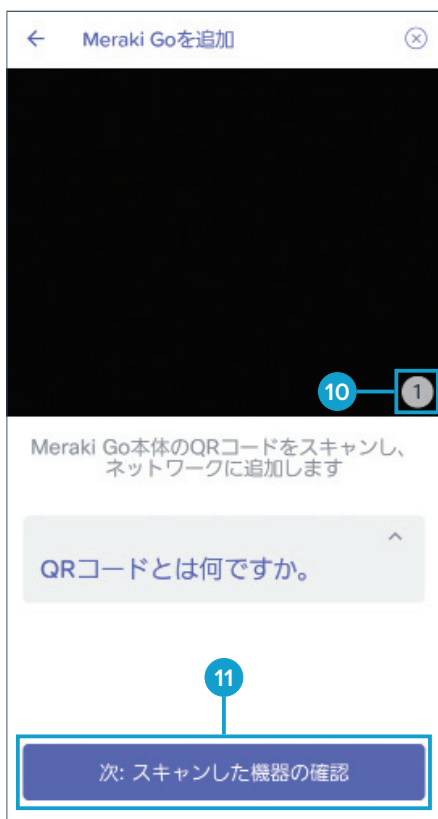 ← Meraki Goを追加
10 1
Meraki Go本体のQRコードをスキャンし、
ネットワークに追加します
QRコードとは何ですか。
11
次: スキャンした機器の確認